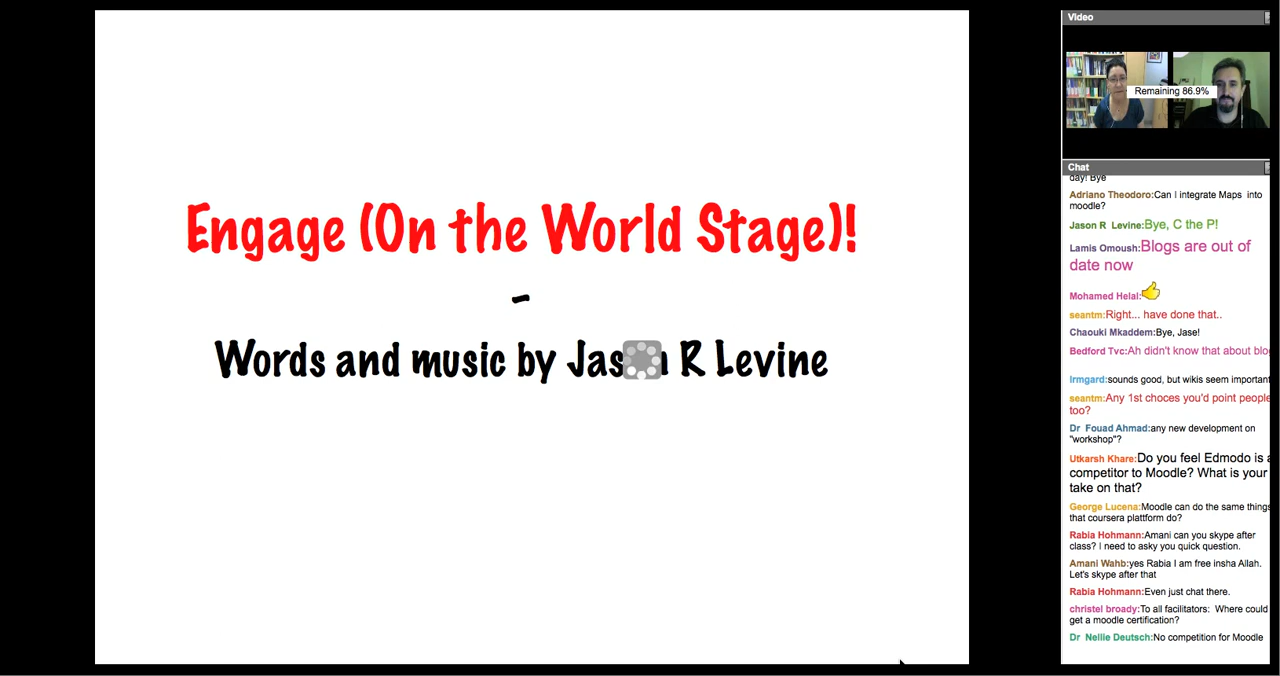 Engage (On the World Stage)!
-
Words and music by Jason R Levine
Video
Remaining 86.9%
Chat
day! Bye
Adriano Theodoro:Can I integrate Maps into
moodle?
Jason R Levine:Bye, C the P!
Lamis Omoush:Blogs are out of
date now
Mohamed Helal:
seantm:Right... have done that..
Chaouki Mkaddem:Bye, Jase!
Bedford Tvc:Ah didn't know that about blog
Irmgard:sounds good, but wikis seem important
seantm:Any 1st choces you'd point people
too?
Dr Fouad Ahmad:any new development on
"workshop"?
Utkarsh Khare:Do you feel Edmodo is a
competitor to Moodle? What is your
take on that?
George Lucena:Moodle can do the same things
that coursera plattform do?
Rabia Hohmann:Amani can you skype after
class? I need to asky you quick question.
Amani Wahb:yes Rabia I am free insha Allah.
Let's skype after that
Rabia Hohmann:Even just chat there.
christel broady:To all facilitators: Where could
get a moodle certification?
Dr Nellie Deutsch:No competition for Moodle